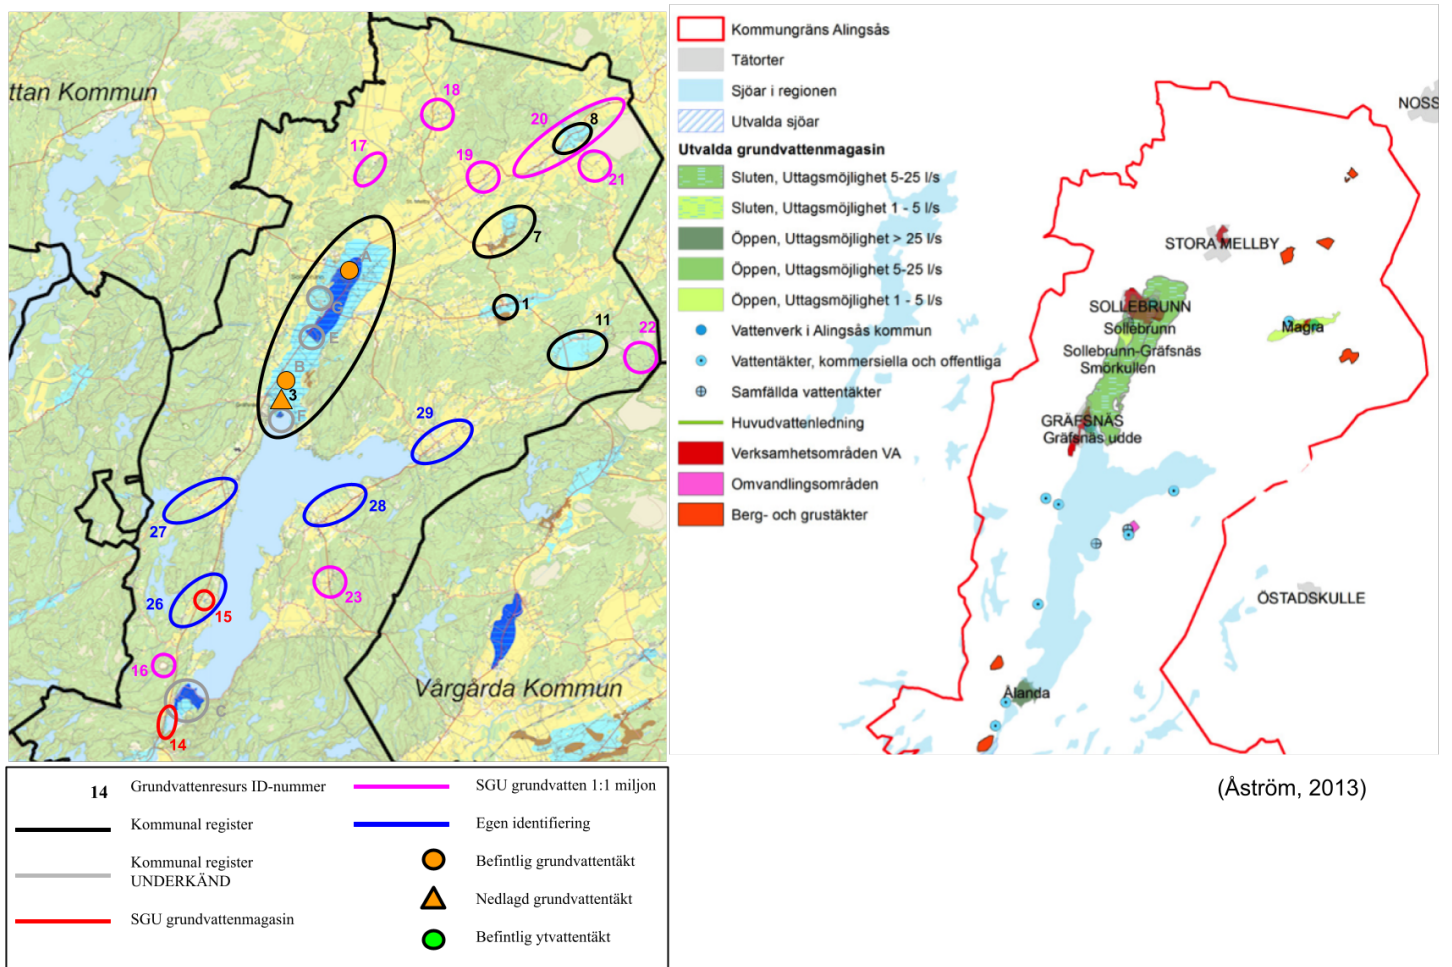 ttan Kommun
18
20
8
17
19
21
7
A
G
1
E
11
22
B
3
F
29
27
28
26
15
23
16
Vårgårda Kommun
C
14
14
Grundvattenresurs ID-nummer
Kommunal register
Kommunal register
UNDERKÄND
SGU grundvattenmagasin
SGU grundvatten 1:1 miljon
Egen identifiering
Befintlig grundvattentäkt
Nedlagd grundvattentäkt
Befintlig ytvattentäkt
Kommungräns Alingsås
Tätorter
Sjöar i regionen
Utvalda sjöar
Utvalda grundvattenmagasin
Sluten, Uttagsmöjlighet 5-25 l/s
Sluten, Uttagsmöjlighet 1 - 5 l/s
Öppen, Uttagsmöjlighet > 25 l/s
Öppen, Uttagsmöjlighet 5-25 l/s
Öppen, Uttagsmöjlighet 1 - 5 l/s
Vattenverk i Alingsås kommun
Vattentäkter, kommersiella och offentliga
Samfällda vattentäkter
Huvudvattenledning
Verksamhetsområden VA
Omvandlingsområden
Berg- och grustäkter
NOSS
STORA MELLBY
SOLLEBRUNN
Sollebrunn
Magra
Sollebrunn-Gräfsnäs
Smörkullen
GRÄFSNÄS
Gräfsnäs udde
ÖSTADSKULLE
Ålanda
(Åström, 2013)